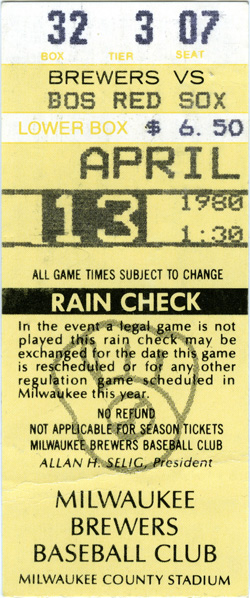 32 3 07
BOX TIER SEAT
BREWERS VS
BOS RED SOX
LOWER BOX $ 6.50
APRIL
13 1980
1:30
ALL GAME TIMES SUBJECT TO CHANGE
RAIN CHECK
In the event a legal game is not
played this rain check may be
exchanged for the date this game
is rescheduled or for any other
regulation game scheduled in
Milwaukee this year.
NO REFUND
NOT APPLICABLE FOR SEASON TICKETS
MILWAUKEE BREWERS BASEBALL CLUB
ALLAN H. SELIG, President
MILWAUKEE
BREWERS
BASEBALL CLUB
MILWAUKEE COUNTY STADIUM